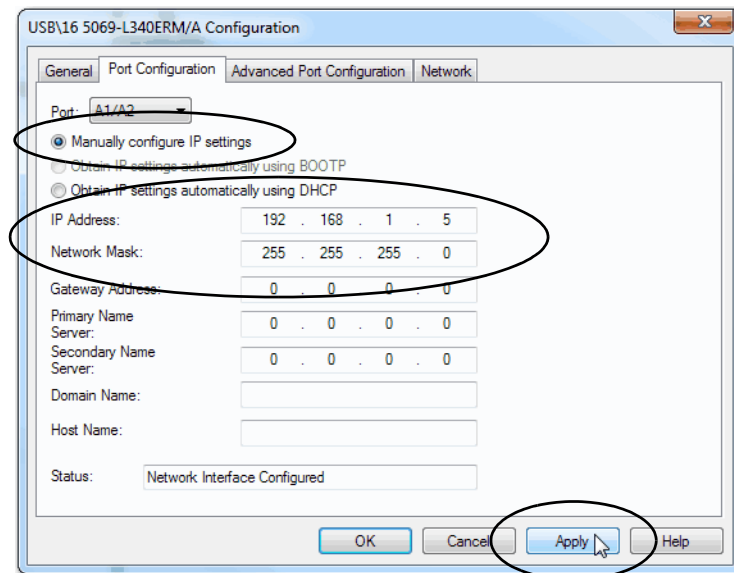 USB\16 5069-L340ERM/A Configuration
General Port Configuration Advanced Port Configuration Network
Port: A1/A2
Manually configure IP settings
Obtain IP settings automatically using BOOTP
Obtain IP settings automatically using DHCP
IP Address: 192 . 168 . 1 . 5
Network Mask: 255 . 255 . 255 . 0
Gateway Address: 0 . 0 . 0 . 0
Primary Name
Server: 0 . 0 . 0 . 0
Secondary Name
Server: 0 . 0 . 0 . 0
Domain Name:
Host Name:
Status: Network Interface Configured
OK Cancel Apply Help